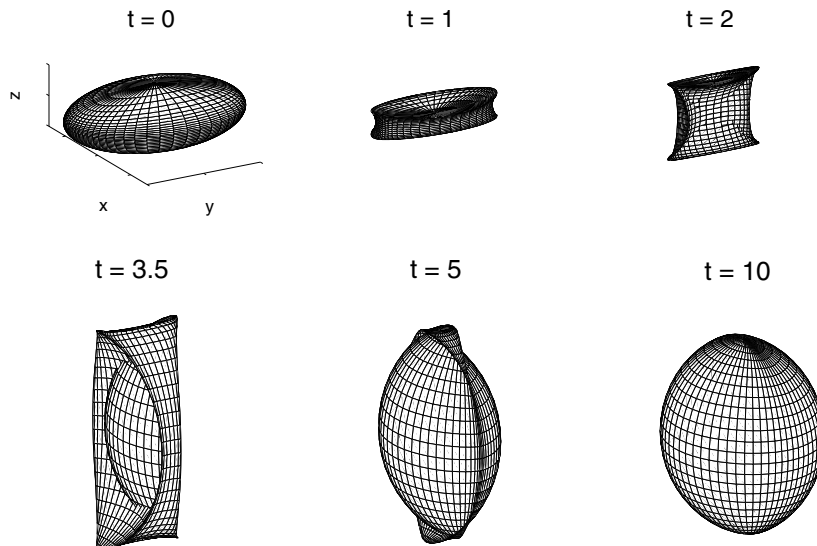 t = 0
t = 1
t = 2
z
x
y
t = 3.5
t = 5
t = 10